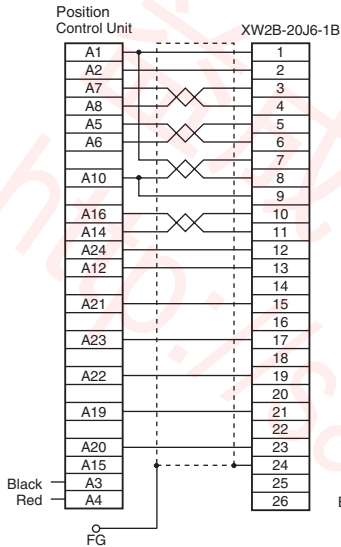 Position
Control Unit
XW2B-20J6-1B
A1 1
A2 2
A7 3
A8 4
A5 5
A6 6
7
A10 8
9
A16 10
A14 11
A24 12
A12 13
14
A21 15
16
A23 17
18
A22 19
20
A19 21
22
A20 23
A15 24
Black A3 25
Red A4 26
FG